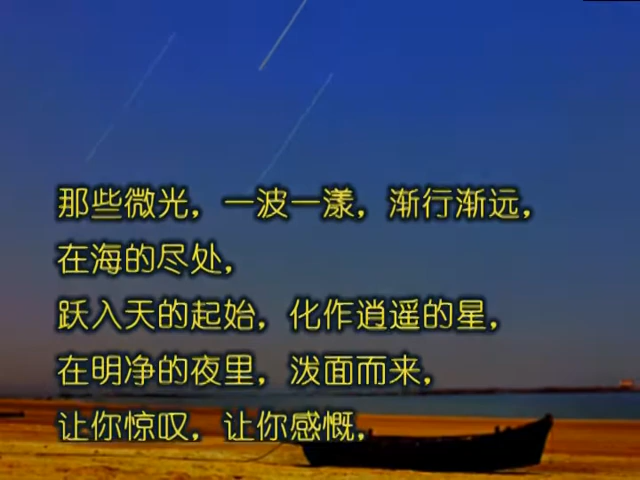 那些微光，一波一漾，渐行渐远，
在海的尽处，
跃入天的起始，化作逍遥的星，
在明净的夜里，泼面而来，
让你惊叹，让你感慨，